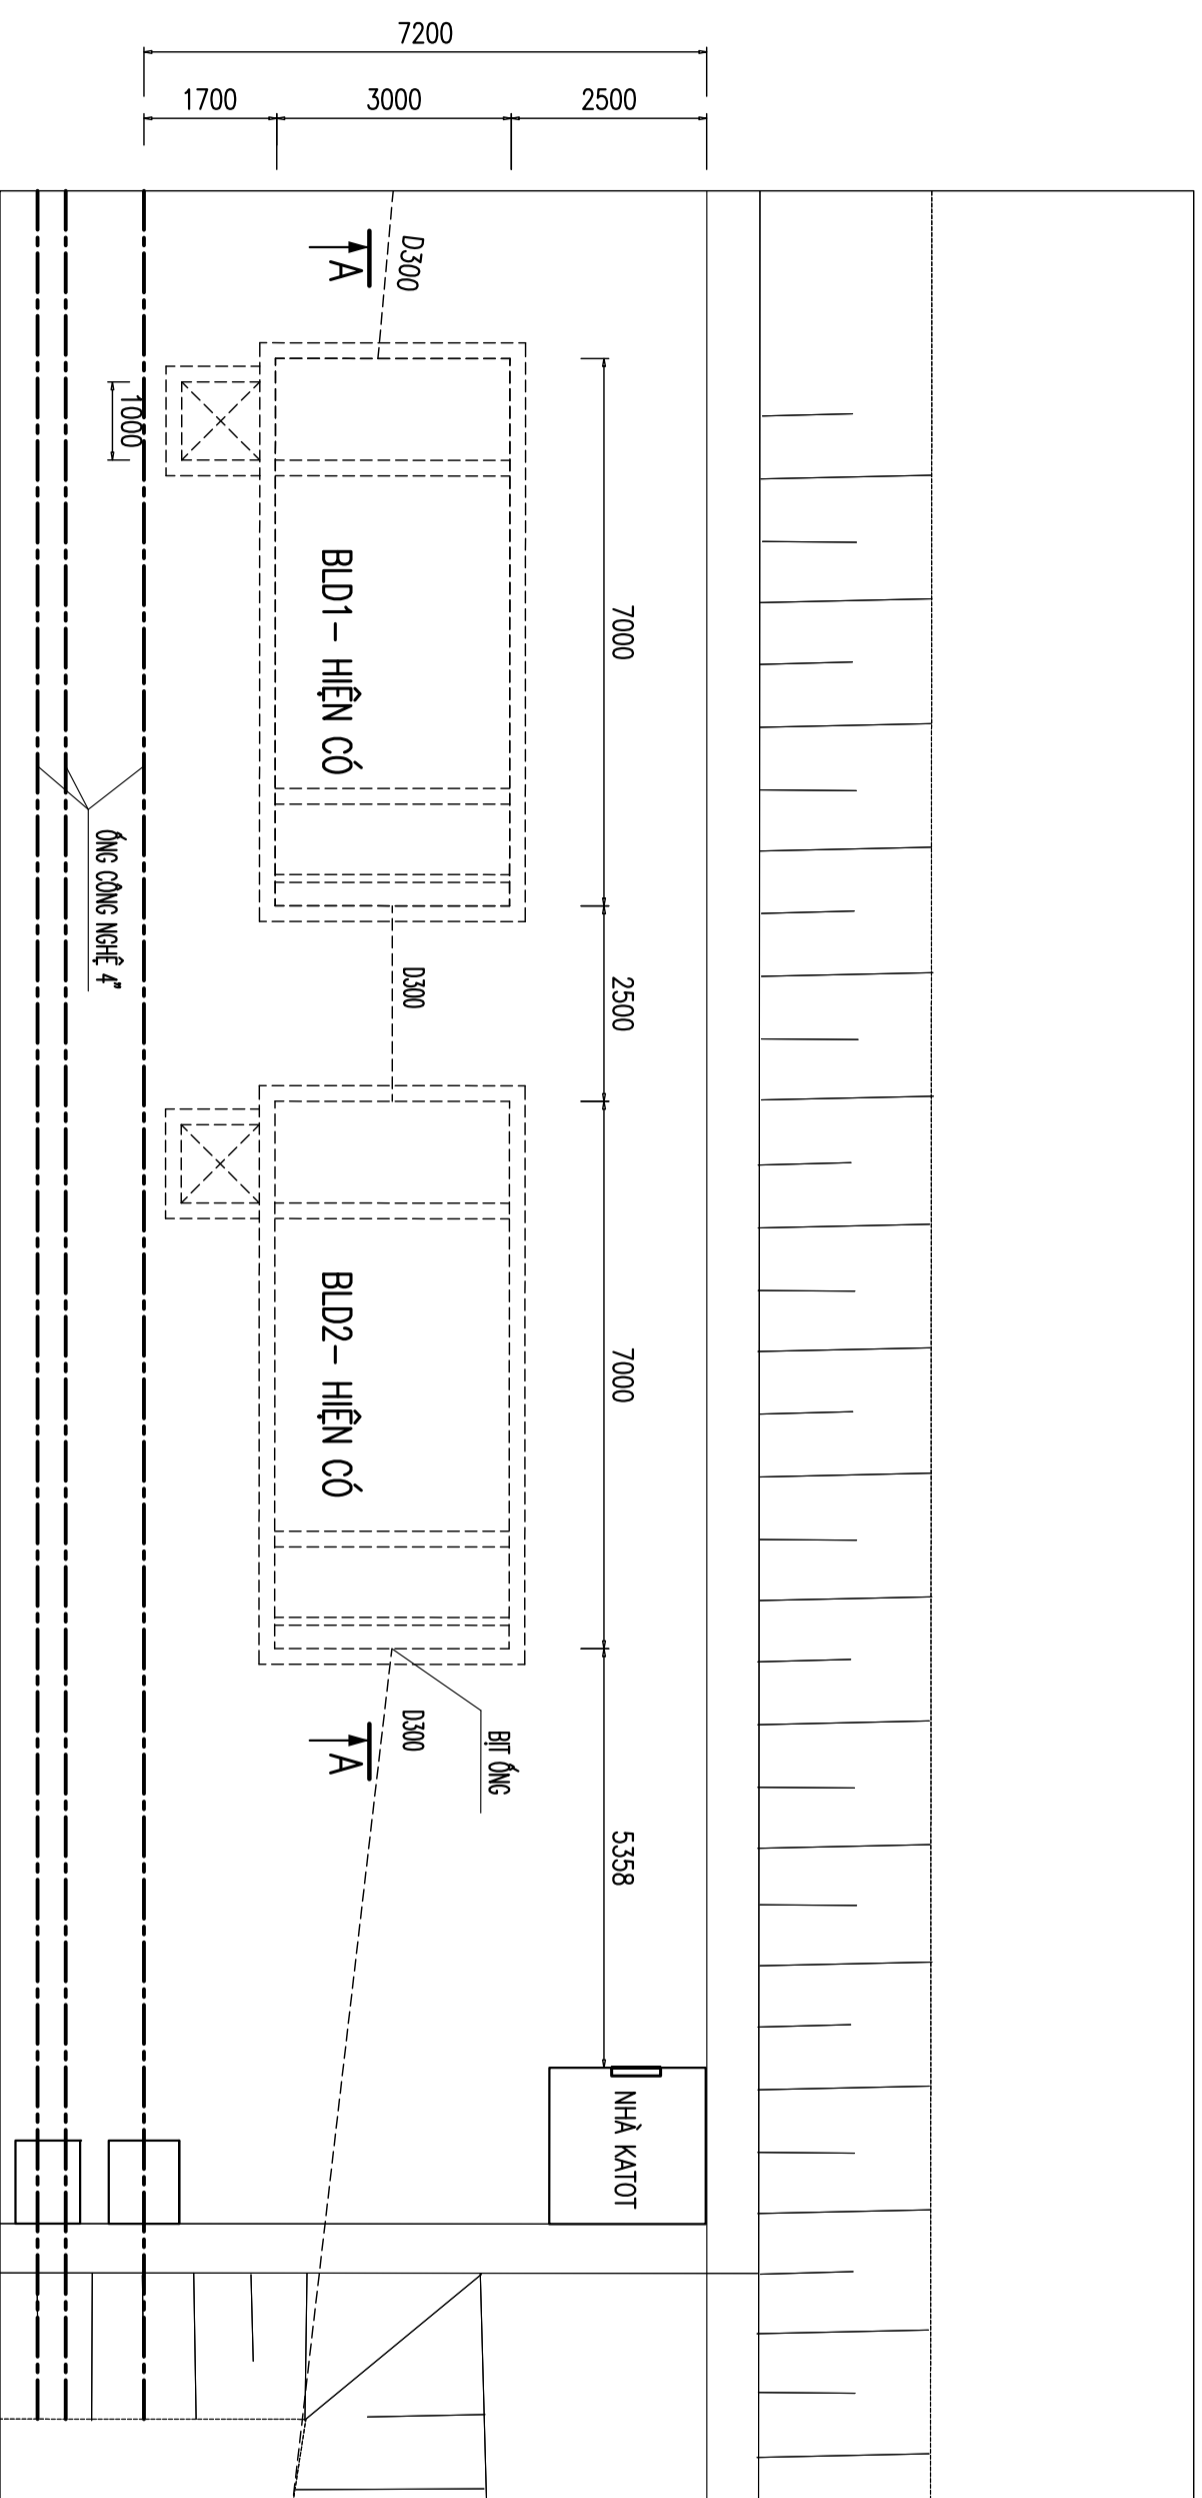 7200
1700
3000
2500
D300
A
1000
BLD1- HIỆN CÓ
7000
ỐNG CÔNG NGHỆ 4"
D300
2500
BLD2- HIỆN CÓ
7000
D300
A
BỊT ỐNG
5358
NHÀ KATOT